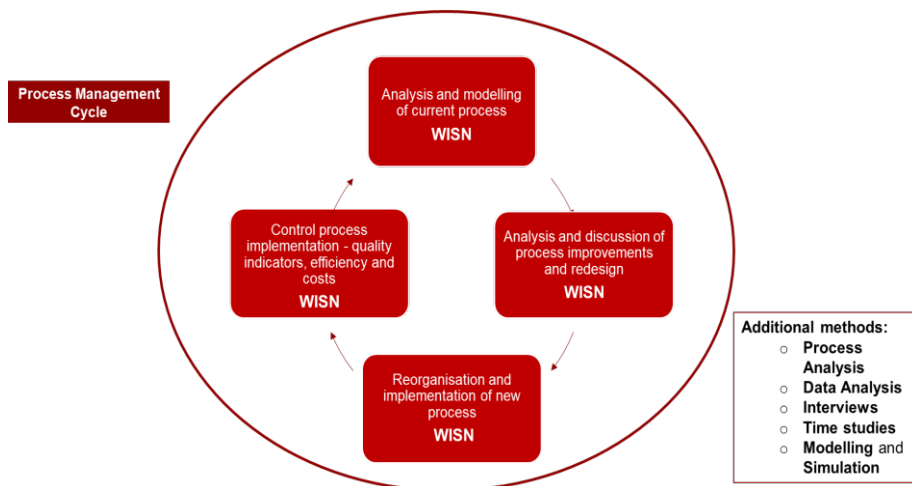 Process Management
Cycle
Analysis and modelling
of current process
WISN
Control process
implementation - quality
indicators, efficiency and
costs
WISN
Analysis and discussion of
process improvements
and redesign
WISN
Reorganisation and
implementation of new
process
WISN
Additional methods:
o Process
Analysis
o Data Analysis
o Interviews
o Time studies
o Modelling and
Simulation